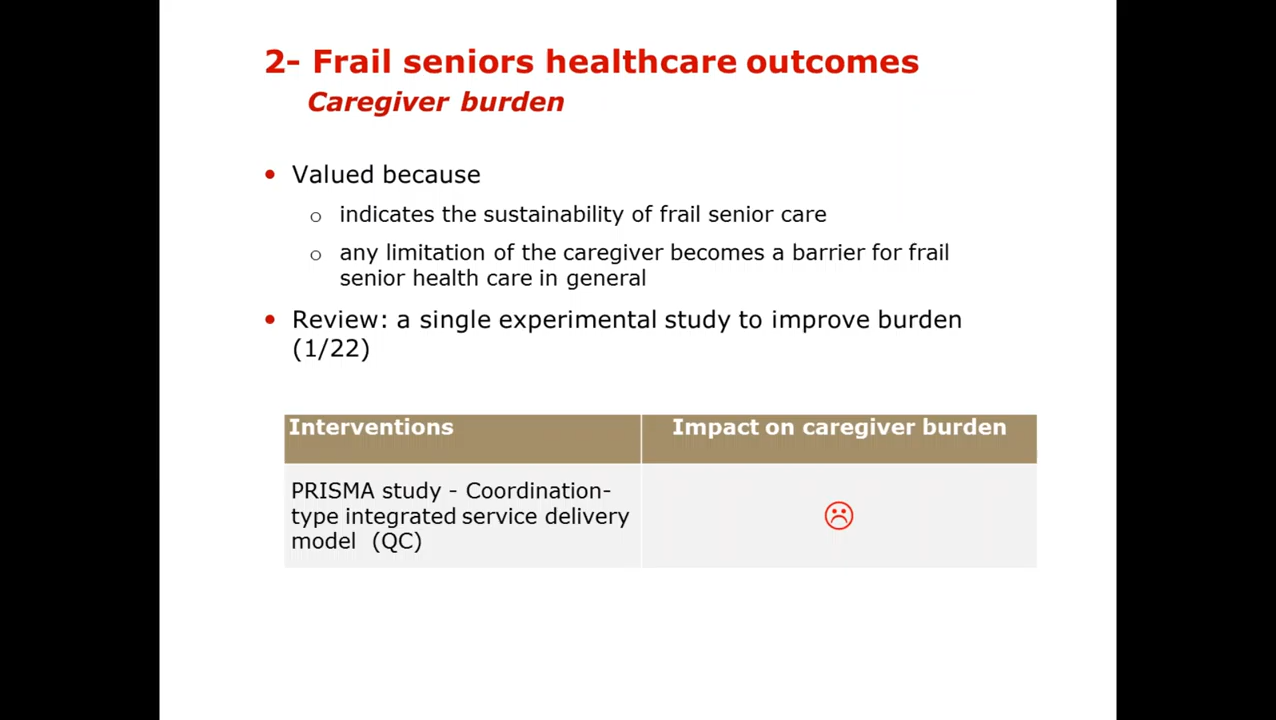 2- Frail seniors healthcare outcomes
Caregiver burden
• Valued because
o indicates the sustainability of frail senior care
o any limitation of the caregiver becomes a barrier for frail
senior health care in general
• Review: a single experimental study to improve burden
(1/22)
Interventions
Impact on caregiver burden
PRISMA study - Coordination-
type integrated service delivery
model (QC)
☹